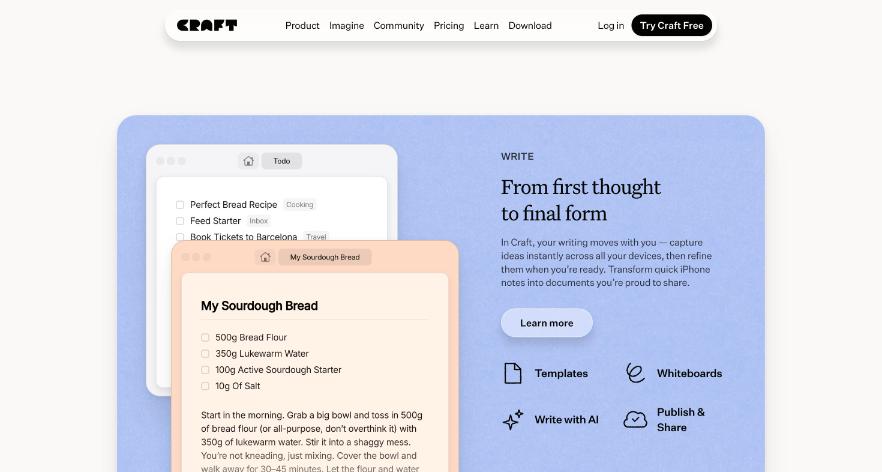 CRAFT
Product Imagine Community Pricing Learn Download
Log in Try Craft Free
Todo
Perfect Bread Recipe Cooking
Feed Starter Inbox
Book Tickets to Barcelona Travel
My Sourdough Bread
My Sourdough Bread
500g Bread Flour
350g Lukewarm Water
100g Active Sourdough Starter
10g Of Salt
Start in the morning. Grab a big bowl and toss in 500g
of bread flour (or all-purpose, don't overthink it) with
350g of lukewarm water. Stir it into a shaggy mess.
You're not kneading, just mixing. Cover the bowl and
walk away for 30–45 minutes. Let the flour and water
WRITE
From first thought
to final form
In Craft, your writing moves with you — capture
ideas instantly across all your devices, then refine
them when you're ready. Transform quick iPhone
notes into documents you're proud to share.
Learn more
Templates
Whiteboards
Write with AI
Publish &
Share